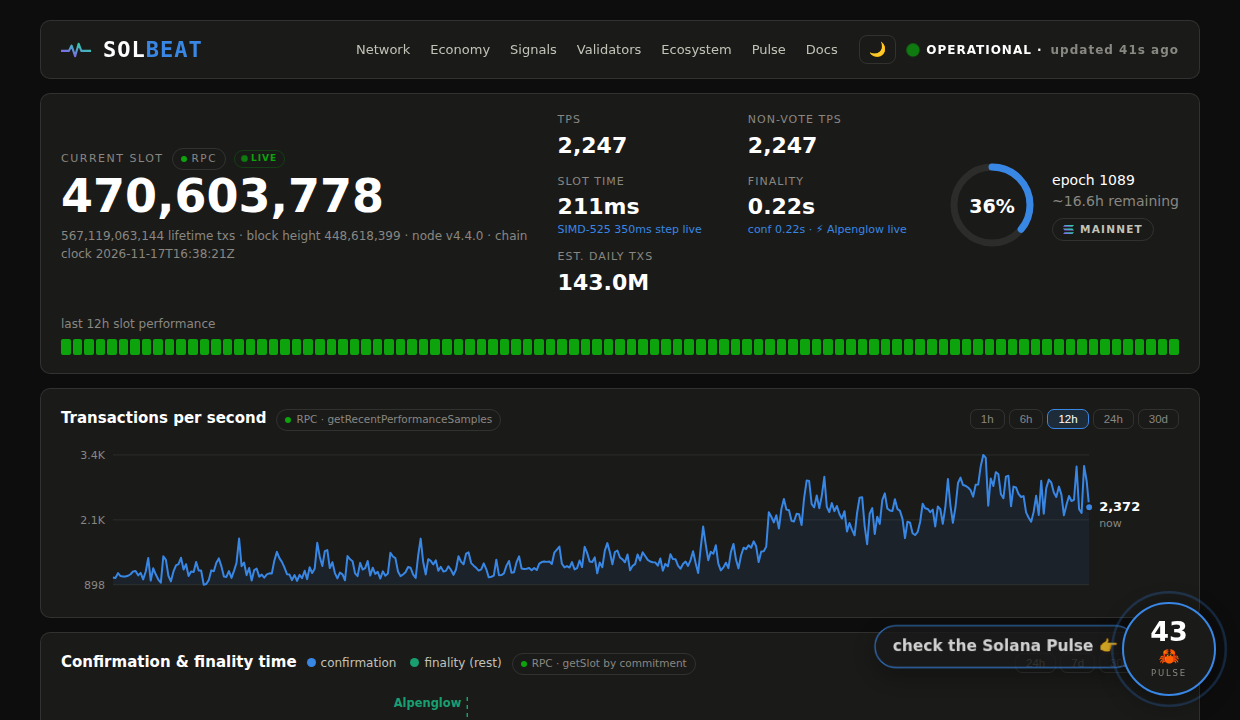 SOLBEAT
Network Economy Signals Validators Ecosystem Pulse Docs
OPERATIONAL · updated 41s ago
CURRENT SLOT RPC LIVE
470,603,778
567,119,063,144 lifetime txs · block height 448,618,399 · node v4.4.0 · chain
clock 2026-11-17T16:38:21Z
TPS
2,247
NON-VOTE TPS
2,247
SLOT TIME
211ms
SIMD-525 350ms step live
FINALITY
0.22s
conf 0.22s · ⚡ Alpenglow live
EST. DAILY TXS
143.0M
36%
epoch 1089
~16.6h remaining
MAINNET
last 12h slot performance
Transactions per second RPC · getRecentPerformanceSamples
1h 6h 12h 24h 30d
3.4K
2.1K
898
2,372
now
Confirmation & finality time confirmation finality (rest) RPC · getSlot by commitment
24h 7d
Alpenglow
check the Solana Pulse 👉
43
🦀
PULSE